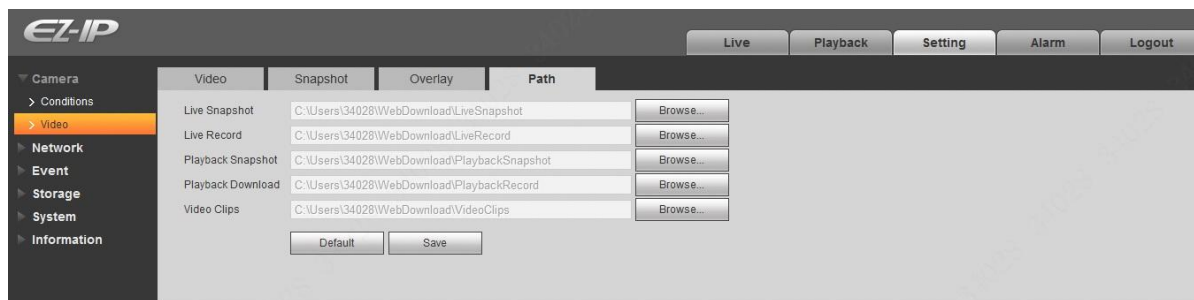 EZ-IP
Live Playback Setting Alarm Logout
Camera
> Conditions
> Video
Network
Event
Storage
System
Information
Video Snapshot Overlay Path
Live Snapshot C:\Users\34028\WebDownload\LiveSnapshot Browse...
Live Record C:\Users\34028\WebDownload\LiveRecord Browse...
Playback Snapshot C:\Users\34028\WebDownload\PlaybackSnapshot Browse...
Playback Download C:\Users\34028\WebDownload\PlaybackRecord Browse...
Video Clips C:\Users\34028\WebDownload\VideoClips Browse...
Default Save